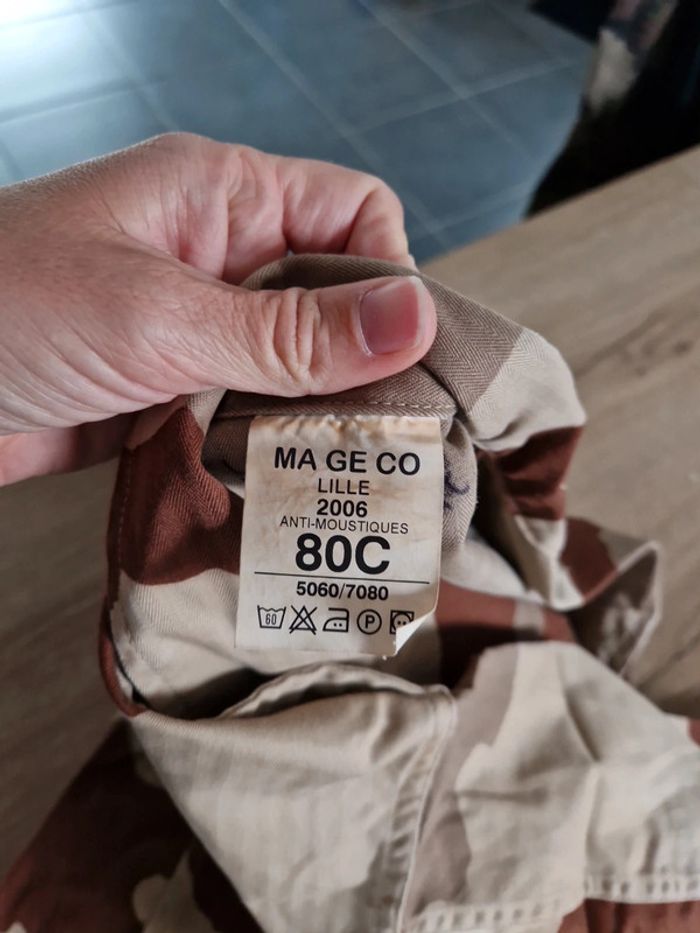 MA GE CO
LILLE
2006
ANTI-MOUSTIQUES
80C
5060/7080
60 P